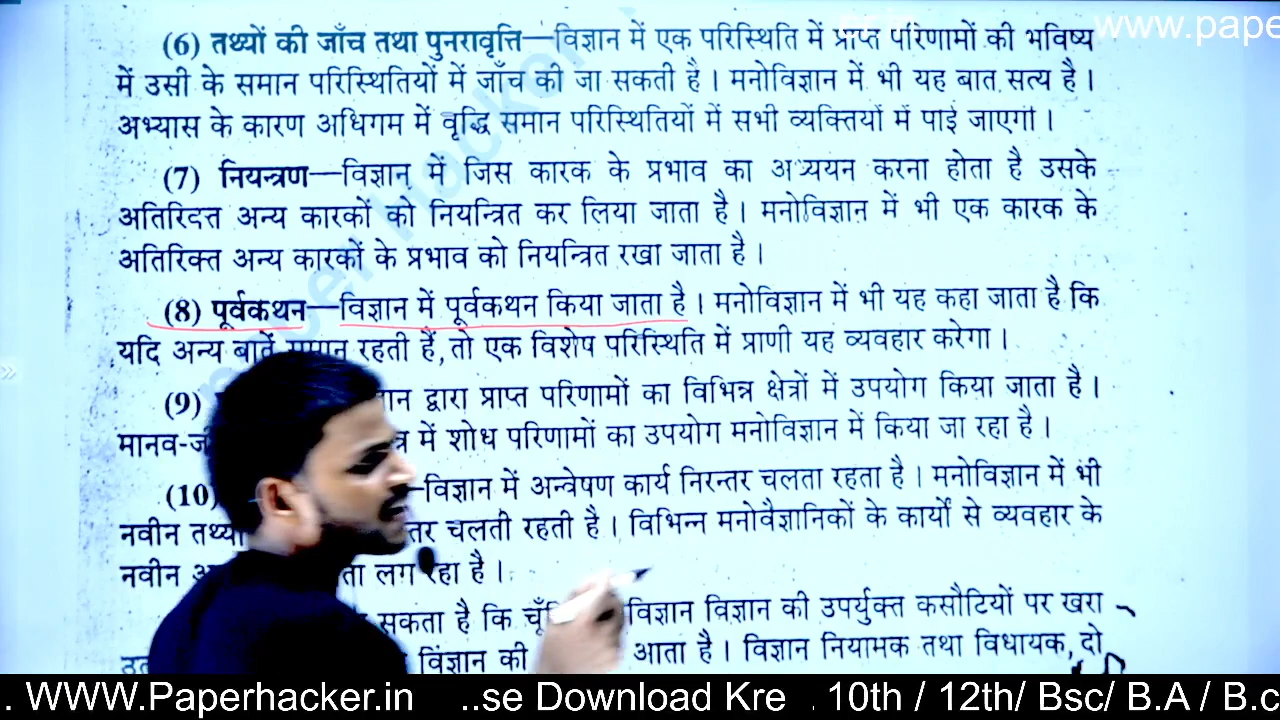 www.pape
(6) तथ्यों की जाँच तथा पुनरावृत्ति—विज्ञान में एक परिस्थिति में प्राप्त परिणामों की भविष्य
में उसी के समान परिस्थितियों में जाँच की जा सकती है। मनोविज्ञान में भी यह बात सत्य है।
अभ्यास के कारण अधिगम में वृद्धि समान परिस्थितियों में सभी व्यक्तियों में पाई जाएगी।
(7) नियन्त्रण—विज्ञान में जिस कारक के प्रभाव का अध्ययन करना होता है उसके
अतिरिक्त अन्य कारकों को नियन्त्रित कर लिया जाता है। मनोविज्ञान में भी एक कारक के
अतिरिक्त अन्य कारकों के प्रभाव को नियन्त्रित रखा जाता है।
(8) पूर्वकथन—विज्ञान में पूर्वकथन किया जाता है। मनोविज्ञान में भी यह कहा जाता है कि
यदि अन्य बातें समान रहती हैं, तो एक विशेष परिस्थिति में प्राणी यह व्यवहार करेगा।
(9) द्वारा प्राप्त परिणामों का विभिन्न क्षेत्रों में उपयोग किया जाता है।
में शोध परिणामों का उपयोग मनोविज्ञान में किया जा रहा है।
(10) —विज्ञान में अन्वेषण कार्य निरन्तर चलता रहता है। मनोविज्ञान में भी
नवीन चलती रहती है। विभिन्न मनोवैज्ञानिकों के कार्यों से व्यवहार के
नवीन लग रहा है।
सकता है कि विज्ञान की उपर्युक्त कसौटियों पर खरा
की आता है। विज्ञान नियामक तथा विधायक, दो
. WWW.Paperhacker.in ..se Download Kre . 10th / 12th/ Bsc/ B.A / B.c